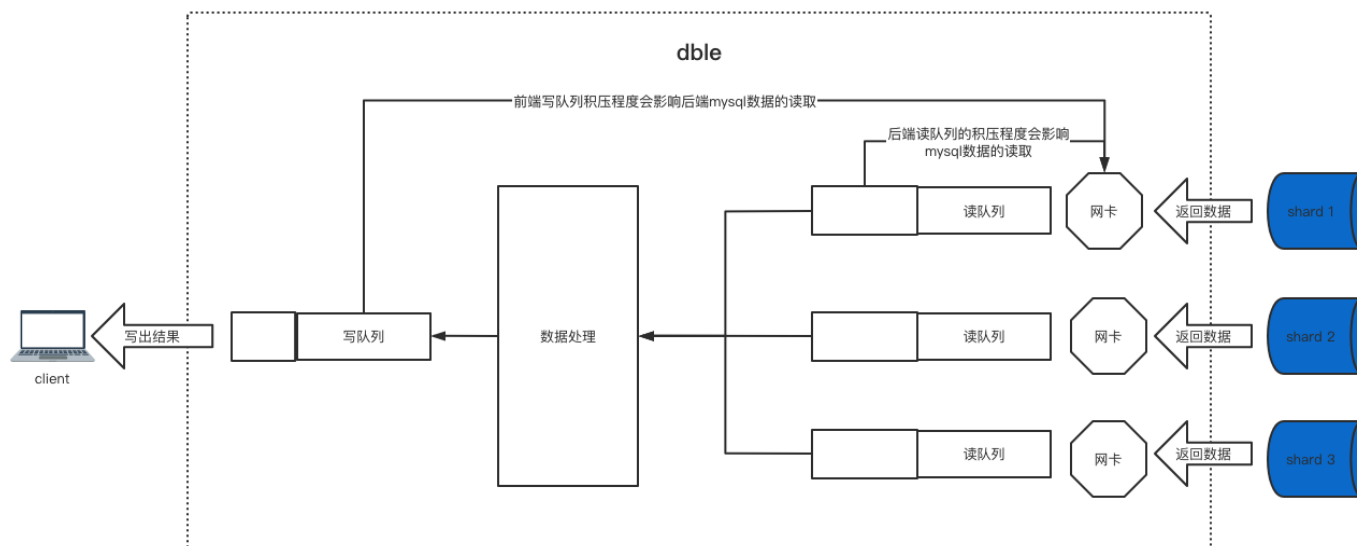 dble
前端写队列积压程度会影响后端mysql数据的读取
后端读队列的积压程度会影响
mysql数据的读取
读队列
网卡
返回数据
shard 1
client
写出结果
写队列
数据处理
读队列
网卡
返回数据
shard 2
读队列
网卡
返回数据
shard 3